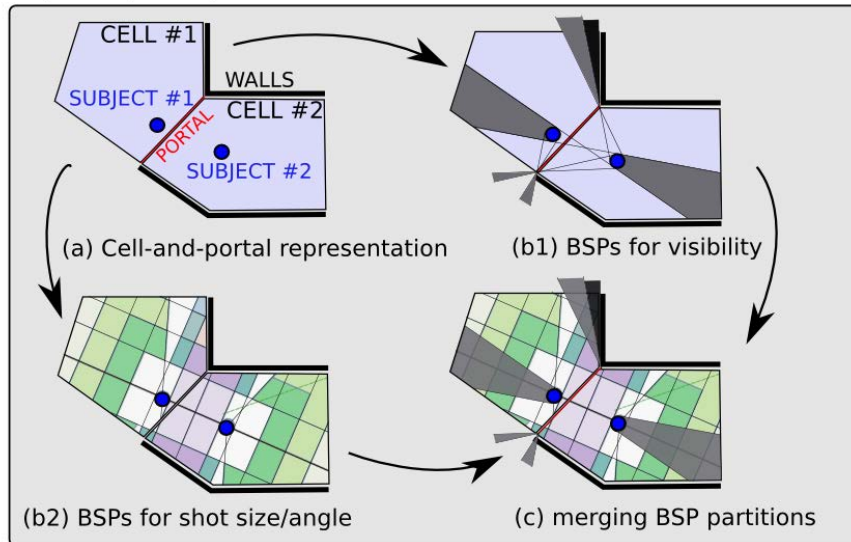 CELL #1
WALLS
SUBJECT #1
CELL #2
PORTAL
SUBJECT #2
(a) Cell-and-portal representation
(b1) BSPs for visibility
(b2) BSPs for shot size/angle
(c) merging BSP partitions